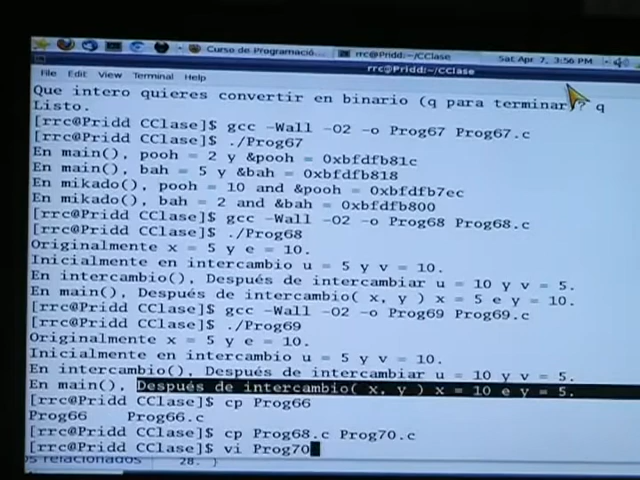 Curso de Programació... rrc@Pridd:~/CClase Sat Apr 7, 3:56 PM
rrc@Pridd:~/CClase
File Edit View Terminal Help
Que intero quieres convertir en binario (q para terminar)? q
Listo.
[rrc@Pridd CClase]$ gcc -Wall -O2 -o Prog67 Prog67.c
[rrc@Pridd CClase]$ ./Prog67
En main(), pooh = 2 y &pooh = 0xbfdfb81c
En main(), bah = 5 y &bah = 0xbfdfb818
En mikado(), pooh = 10 and &pooh = 0xbfdfb7ec
En mikado(), bah = 2 and &bah = 0xbfdfb800
[rrc@Pridd CClase]$ gcc -Wall -O2 -o Prog68 Prog68.c
[rrc@Pridd CClase]$ ./Prog68
Originalmente x = 5 y e = 10.
Inicialmente en intercambio u = 5 y v = 10.
En intercambio(), Después de intercambiar u = 10 y v = 5.
En main(), Después de intercambio( x, y ) x = 5 e y = 10.
[rrc@Pridd CClase]$ gcc -Wall -O2 -o Prog69 Prog69.c
[rrc@Pridd CClase]$ ./Prog69
Originalmente x = 5 y e = 10.
Inicialmente en intercambio u = 5 y v = 10.
En intercambio(), Después de intercambiar u = 10 y v = 5.
En main(), Después de intercambio( x, y ) x = 10 e y = 5.
[rrc@Pridd CClase]$ cp Prog66
Prog66 Prog66.c
[rrc@Pridd CClase]$ cp Prog68.c Prog70.c
[rrc@Pridd CClase]$ vi Prog70
os relacionados 28. }